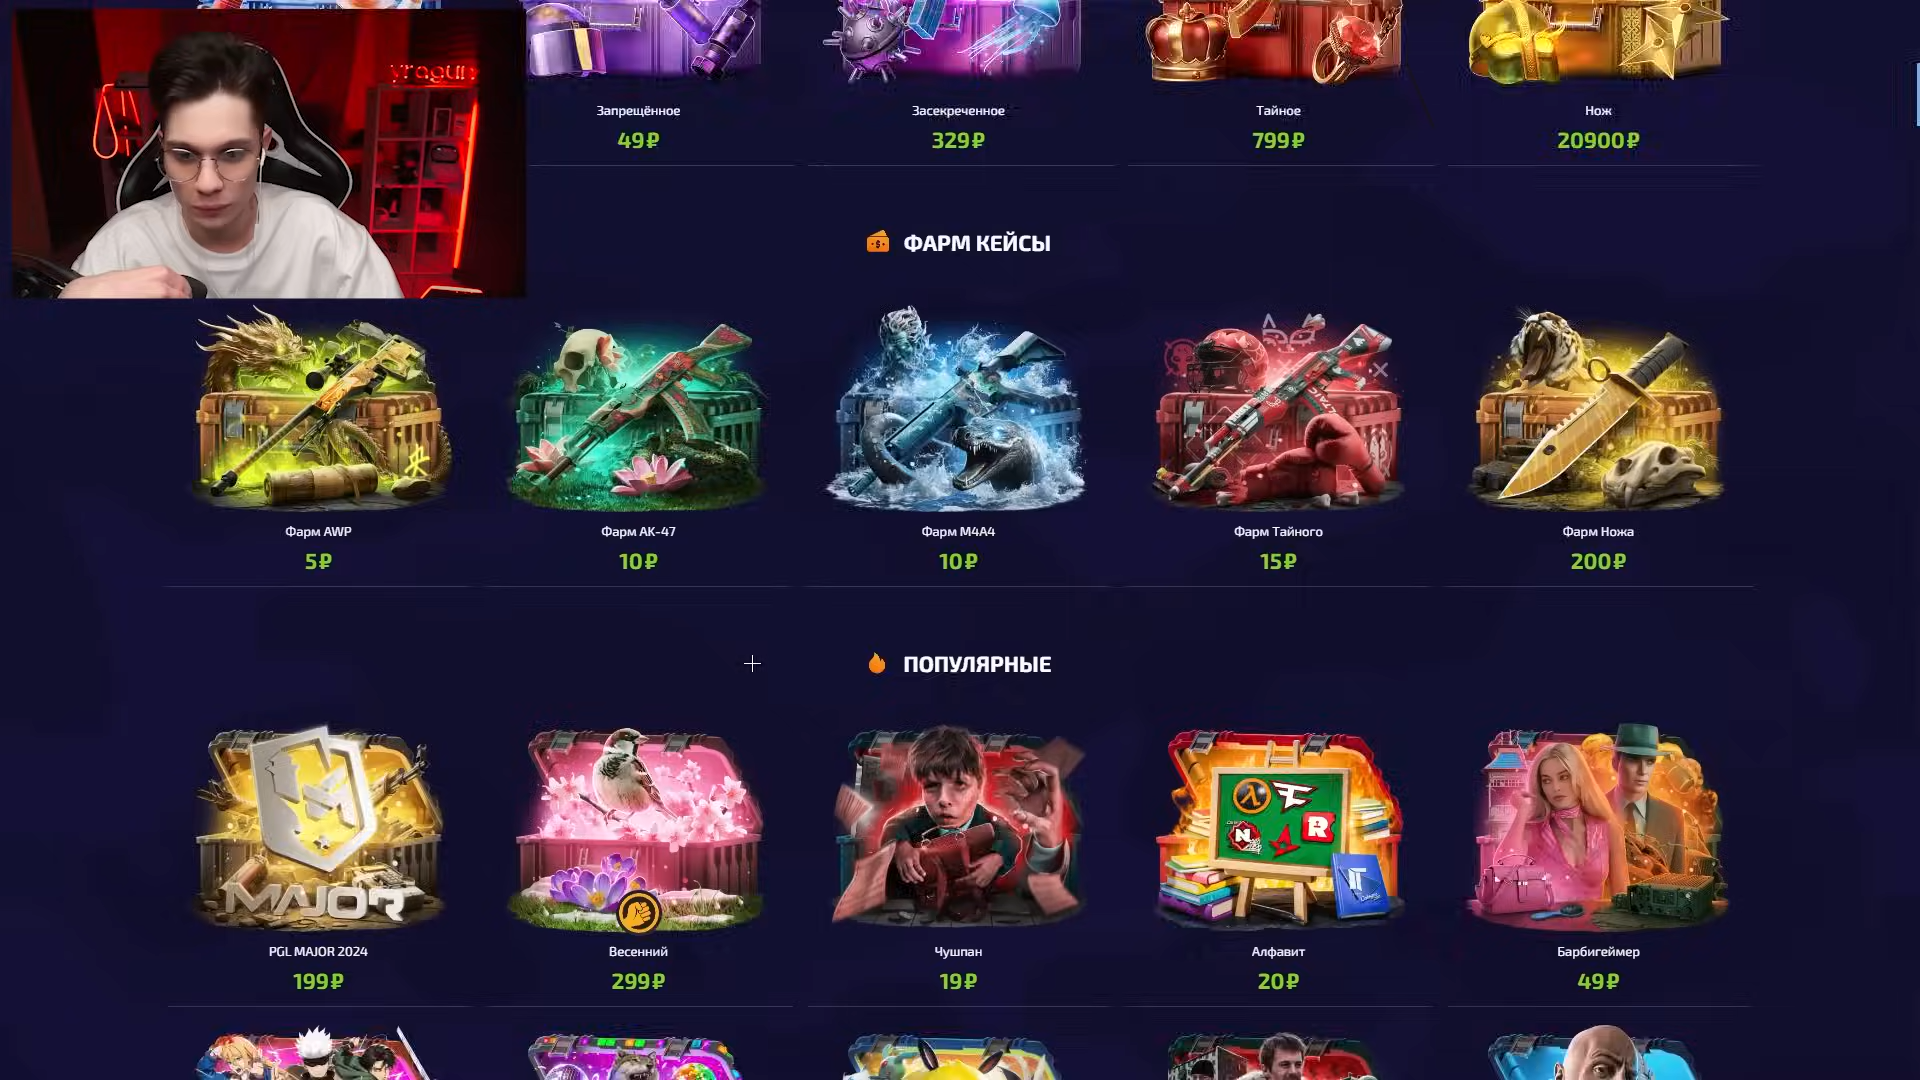 yragun
Запрещённое
Засекреченное
Тайное
Нож
49₽
329₽
799₽
20900₽
ФАРМ КЕЙСЫ
Фарм AWP
Фарм AK-47
Фарм M4A4
Фарм Тайного
Фарм Ножа
5₽
10₽
10₽
15₽
200₽
ПОПУЛЯРНЫЕ
MAJOR
PGL MAJOR 2024
Весенний
Чушпан
Алфавит
Барбигеймер
199₽
299₽
19₽
20₽
49₽